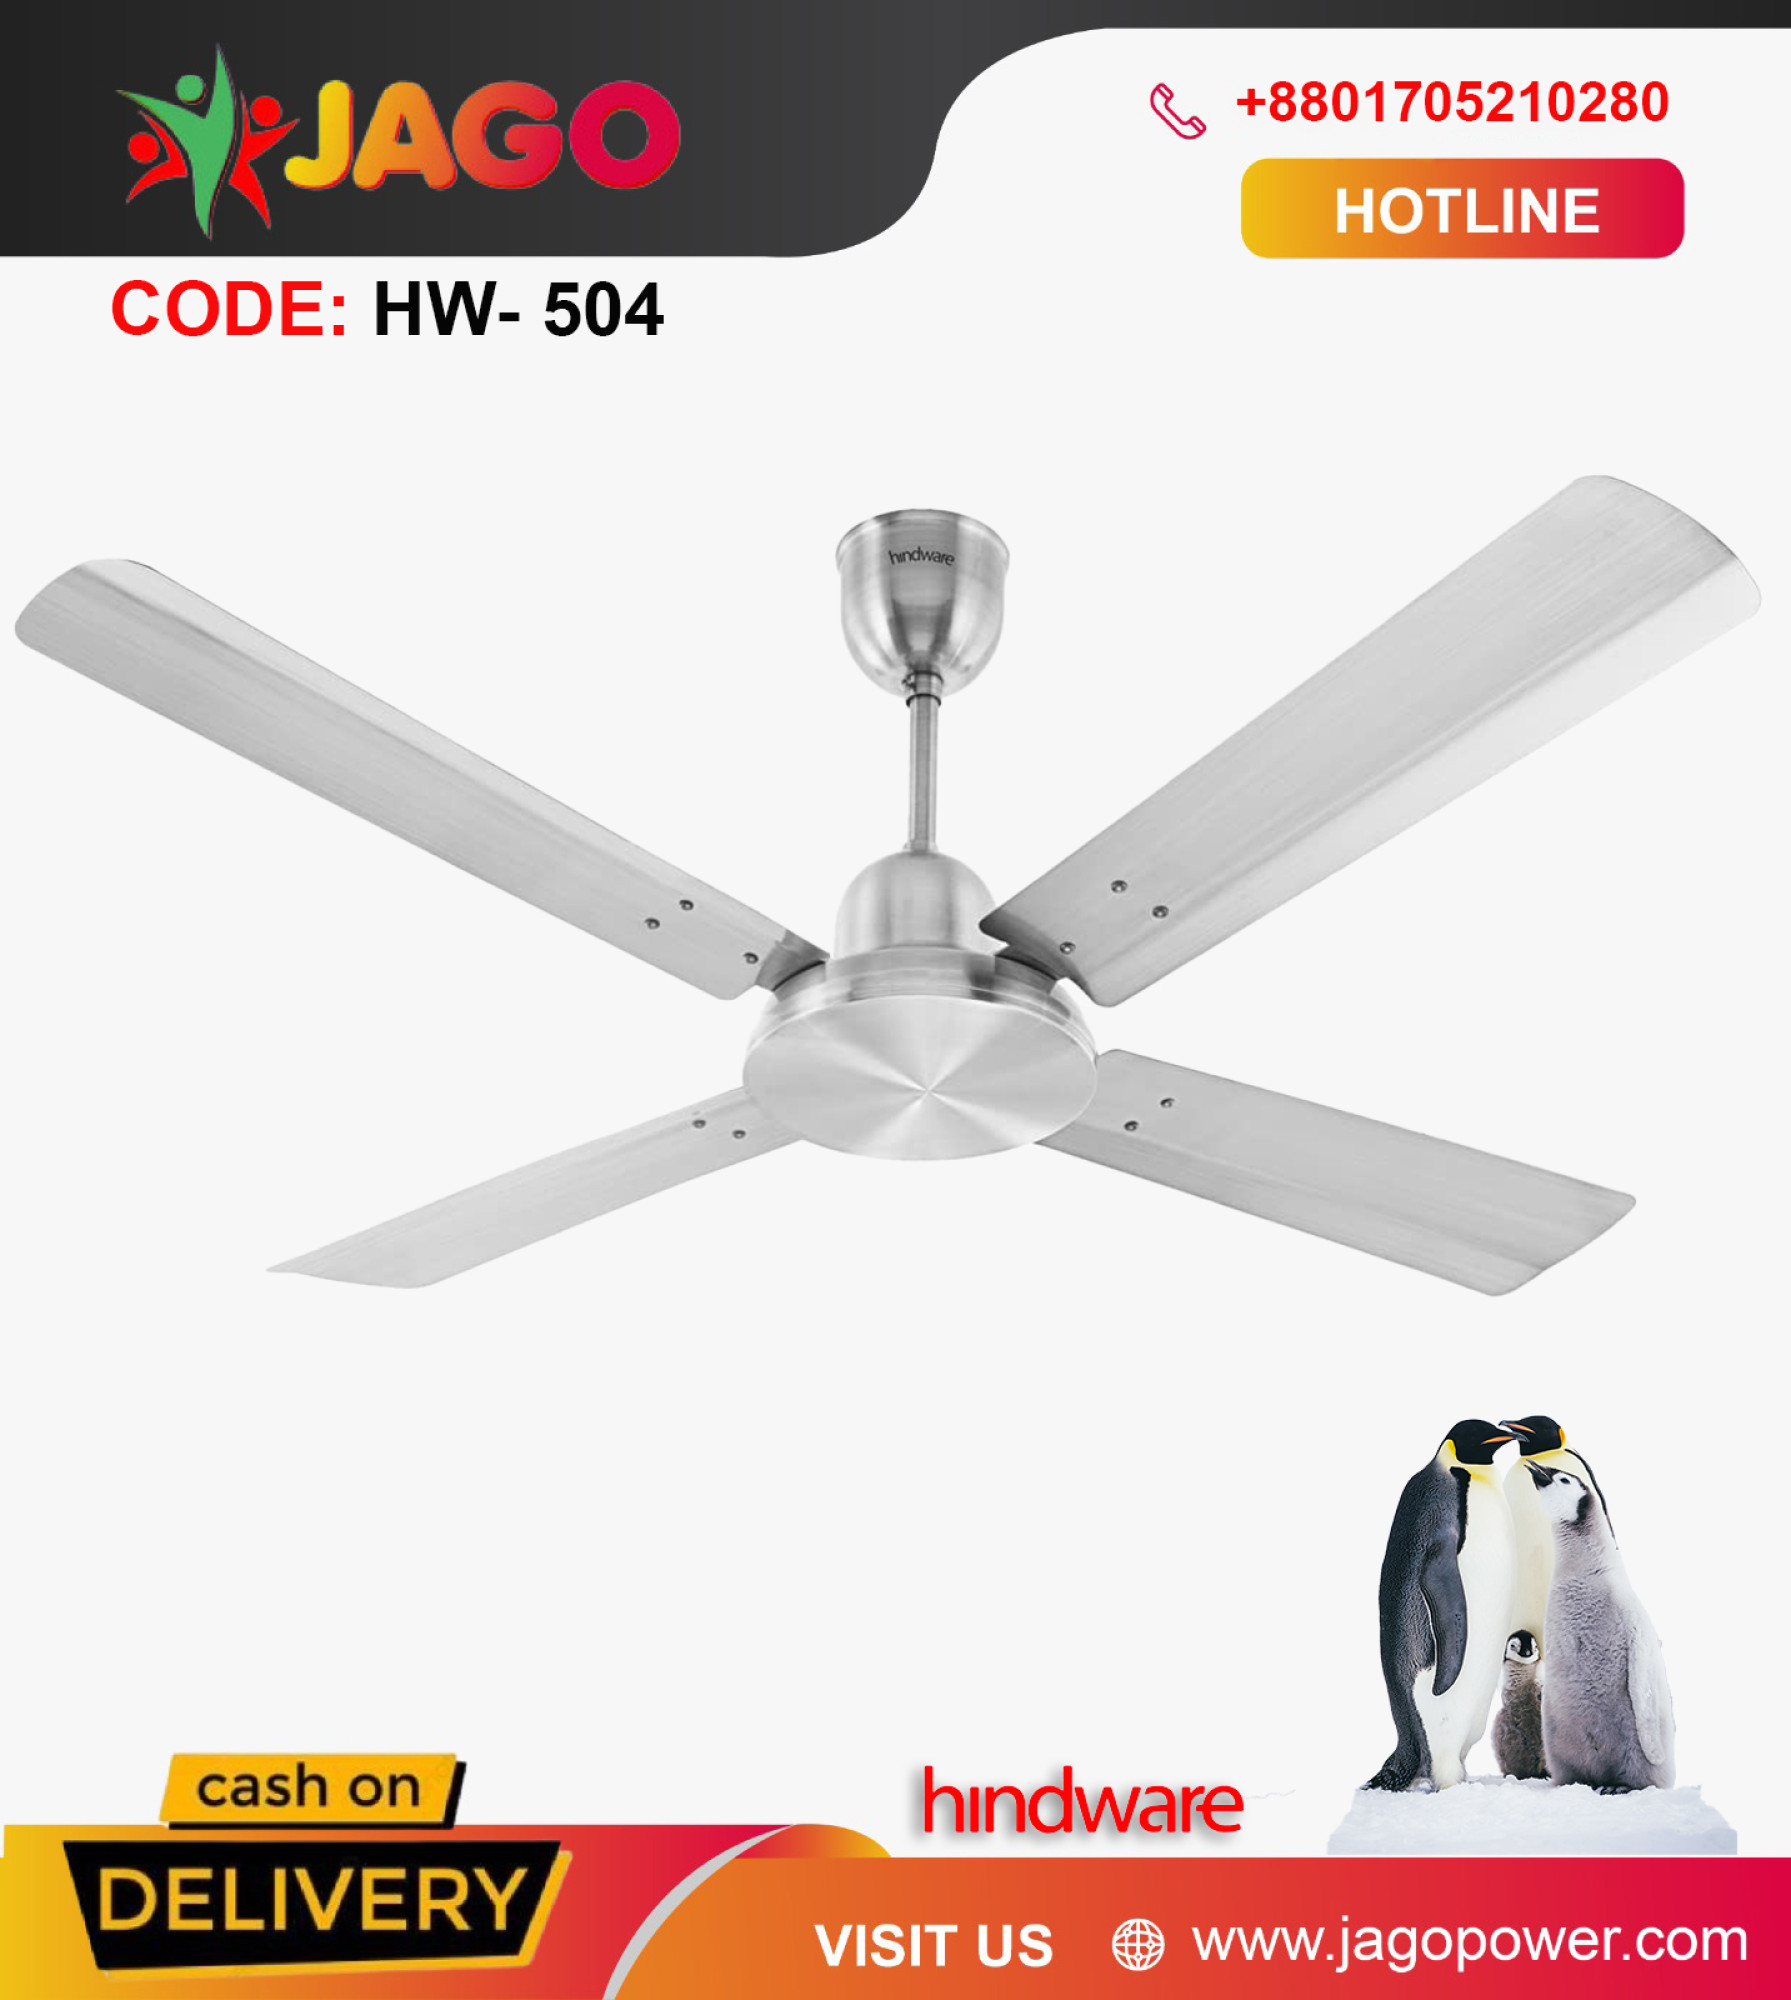 JAGO
+8801705210280
HOTLINE
CODE: HW- 504
hindware
cash on
DELIVERY
hindware
VISIT US www.jagopower.com